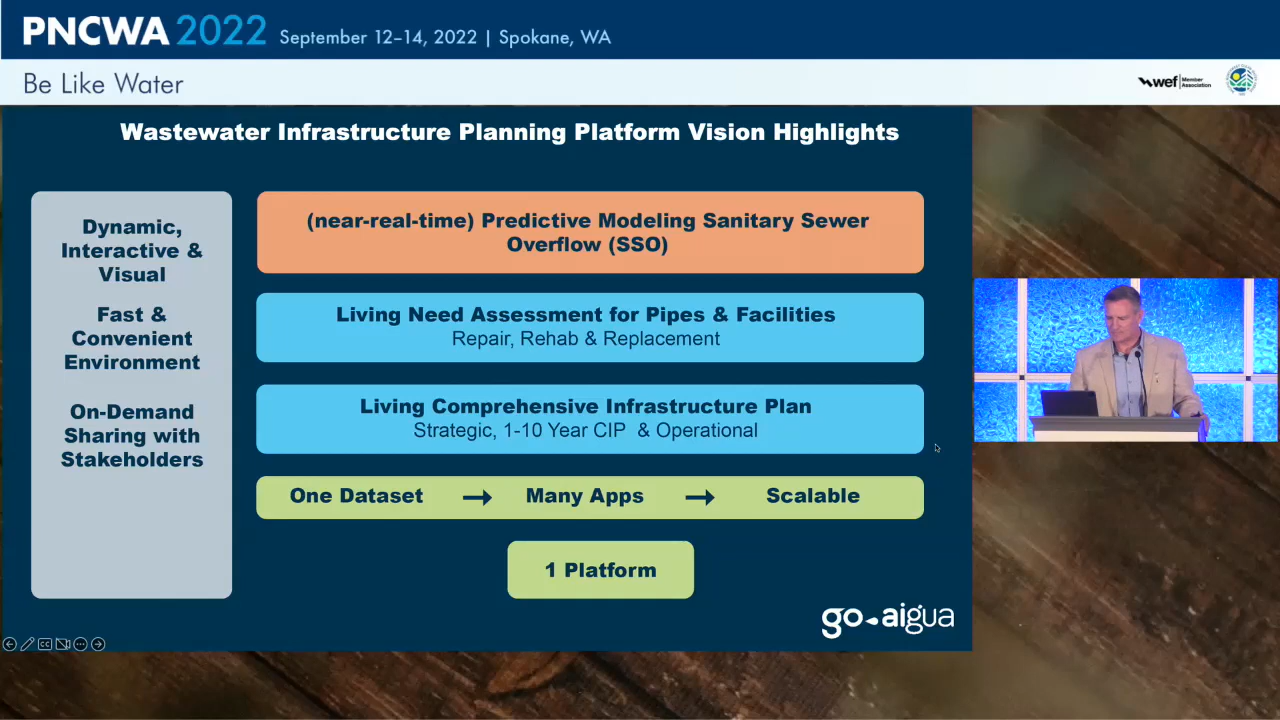 PNCWA 2022 September 12–14, 2022 | Spokane, WA
Be Like Water
wef Member Association
Wastewater Infrastructure Planning Platform Vision Highlights
Dynamic,
Interactive &
Visual
Fast &
Convenient
Environment
On-Demand
Sharing with
Stakeholders
(near-real-time) Predictive Modeling Sanitary Sewer
Overflow (SSO)
Living Need Assessment for Pipes & Facilities
Repair, Rehab & Replacement
Living Comprehensive Infrastructure Plan
Strategic, 1-10 Year CIP & Operational
One Dataset → Many Apps → Scalable
1 Platform
go-aigua
CC